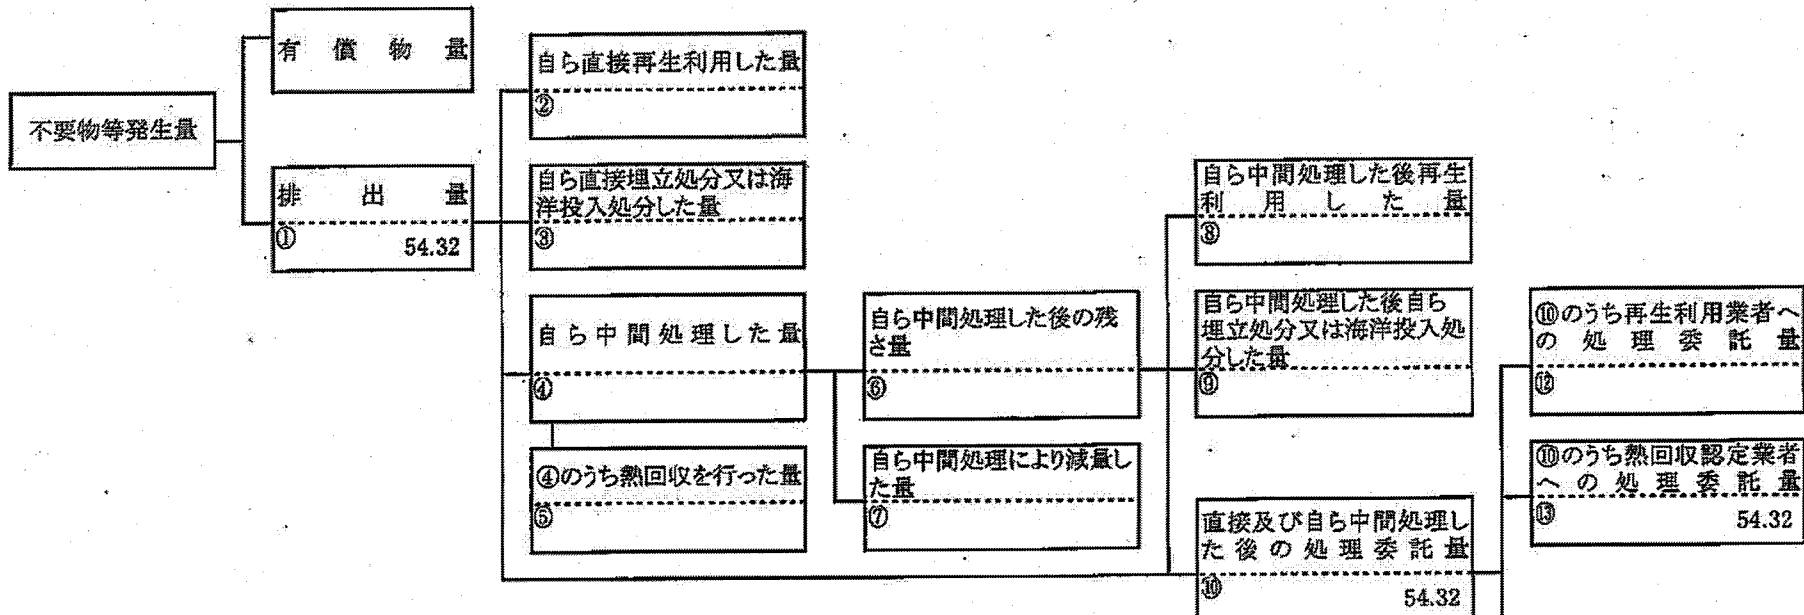 有償物量
不要物等発生量
排出量
①
54.32
自ら直接再生利用した量
②
自ら直接埋立処分又は海
洋投入処分した量
③
自ら中間処理した量
④
④のうち熱回収を行った量
⑤
自ら中間処理した後の残
さ量
⑥
自ら中間処理により減量し
た量
⑦
自ら中間処理した後再生
利用した量
⑧
自ら中間処理した後自ら
埋立処分又は海洋投入処
分した量
⑨
直接及び自ら中間処理し
た後の処理委託量
⑩
54.32
⑩のうち再生利用業者へ
の処理委託量
⑫
⑩のうち熱回収認定業者
への処理委託量
⑬
54.32